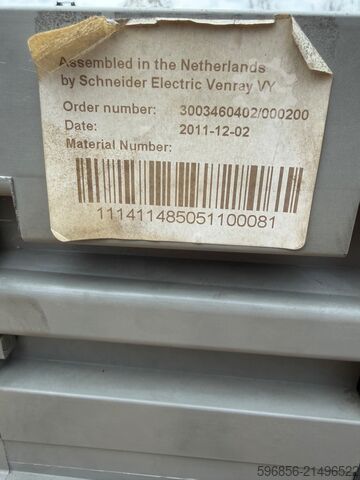 Assembled in the Netherlands
by Schneider Electric Venray VY
Order number: 3003460402/000200
Date: 2011-12-02
Material Number:
111411485051100081
596856-21496522